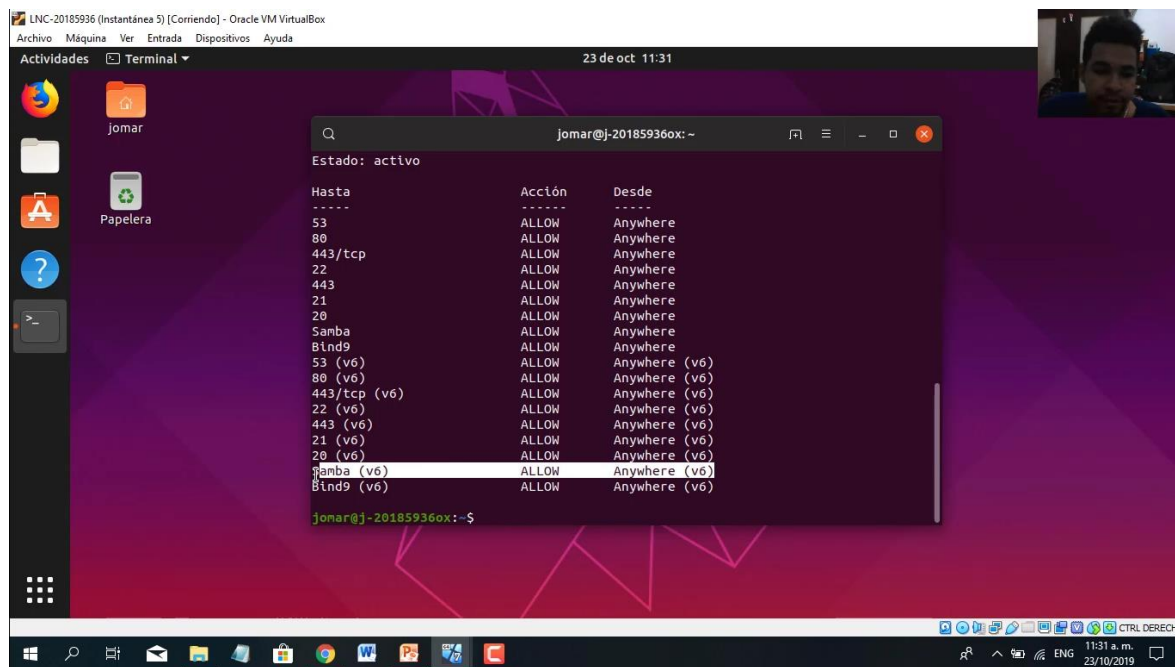 LNC-20185936 (Instantánea 5) [Corriendo] - Oracle VM VirtualBox
Archivo Máquina Ver Entrada Dispositivos Ayuda
Actividades Terminal 23 de oct 11:31
jomar
Papelera
jomar@j-20185936ox: ~
Estado: activo
Hasta Acción Desde
----- ------ -----
53 ALLOW Anywhere
80 ALLOW Anywhere
443/tcp ALLOW Anywhere
22 ALLOW Anywhere
443 ALLOW Anywhere
21 ALLOW Anywhere
20 ALLOW Anywhere
Samba ALLOW Anywhere
Bind9 ALLOW Anywhere
53 (v6) ALLOW Anywhere (v6)
80 (v6) ALLOW Anywhere (v6)
443/tcp (v6) ALLOW Anywhere (v6)
22 (v6) ALLOW Anywhere (v6)
443 (v6) ALLOW Anywhere (v6)
21 (v6) ALLOW Anywhere (v6)
20 (v6) ALLOW Anywhere (v6)
Samba (v6) ALLOW Anywhere (v6)
Bind9 (v6) ALLOW Anywhere (v6)
jomar@j-20185936ox:~$
CTRL DERECH
ENG 11:31 a. m.
23/10/2019